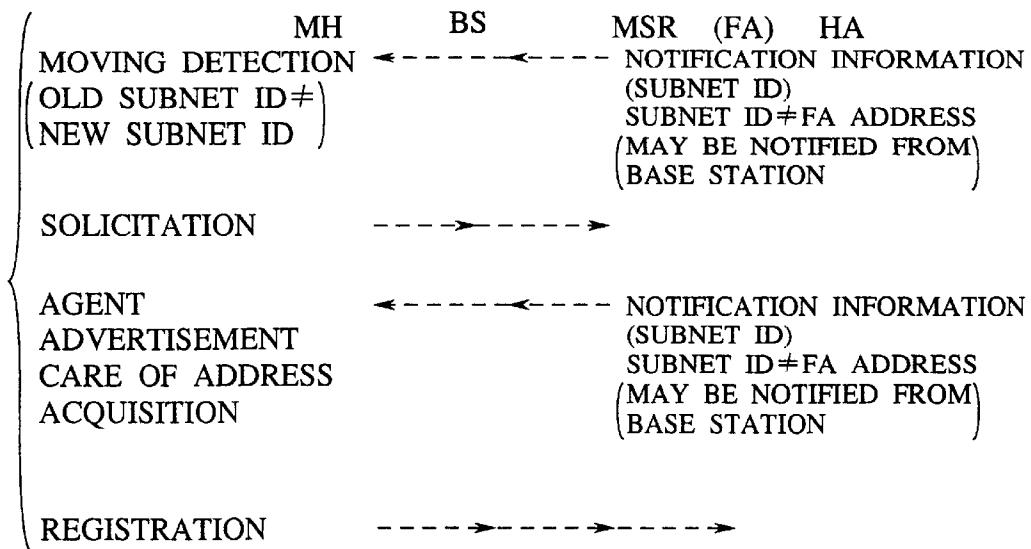 MH BS MSR (FA) HA
MOVING DETECTION NOTIFICATION INFORMATION
(OLD SUBNET ID≠ (SUBNET ID)
NEW SUBNET ID) SUBNET ID≠FA ADDRESS
(MAY BE NOTIFIED FROM
BASE STATION)
SOLICITATION
AGENT NOTIFICATION INFORMATION
ADVERTISEMENT (SUBNET ID)
CARE OF ADDRESS SUBNET ID≠FA ADDRESS
ACQUISITION (MAY BE NOTIFIED FROM
BASE STATION)
REGISTRATION